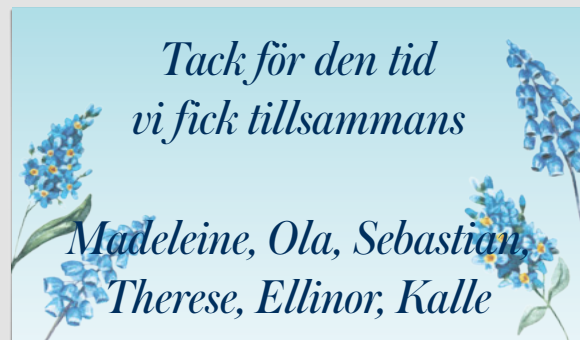 Tack för den tid
vi fick tillsammans
Madeleine, Ola, Sebastian,
Therese, Ellinor, Kalle